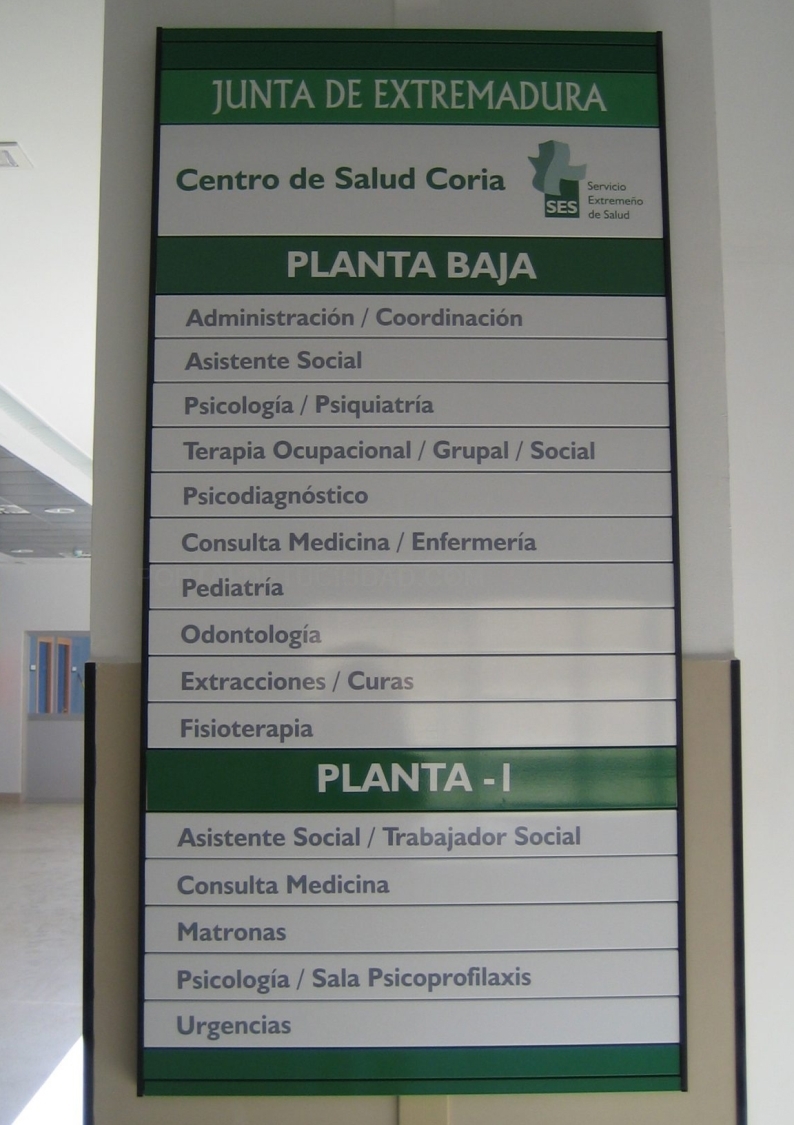 JUNTA DE EXTREMADURA
Centro de Salud Coria
SES
Servicio
Extremeño
de Salud
PLANTA BAJA
Administración / Coordinación
Asistente Social
Psicología / Psiquiatría
Terapia Ocupacional / Grupal / Social
Psicodiagnóstico
Consulta Medicina / Enfermería
Pediatría
Odontología
Extracciones / Curas
Fisioterapia
PLANTA -1
Asistente Social / Trabajador Social
Consulta Medicina
Matronas
Psicología / Sala Psicoprofilaxis
Urgencias